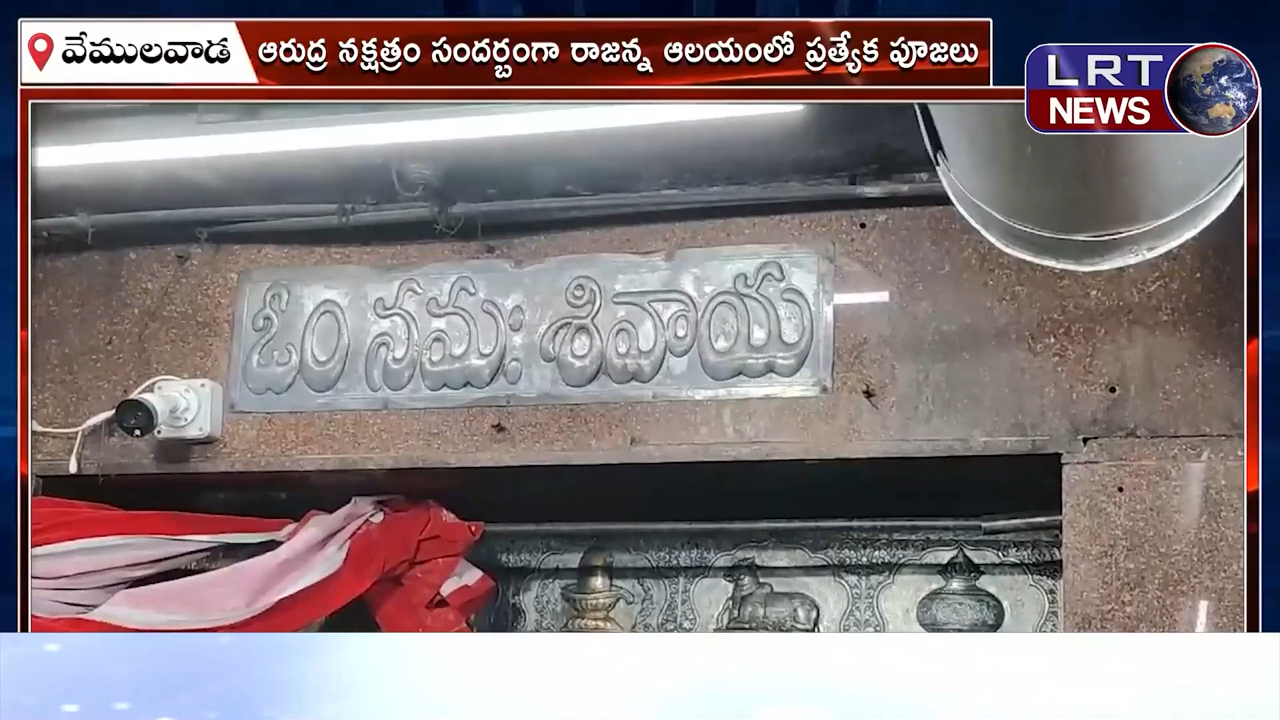 వేములవాడ
ఆరుద్ర నక్షత్రం సందర్బంగా రాజన్న ఆలయంలో ప్రత్యేక పూజలు
LRT
NEWS
ఓం నమః శివాయ